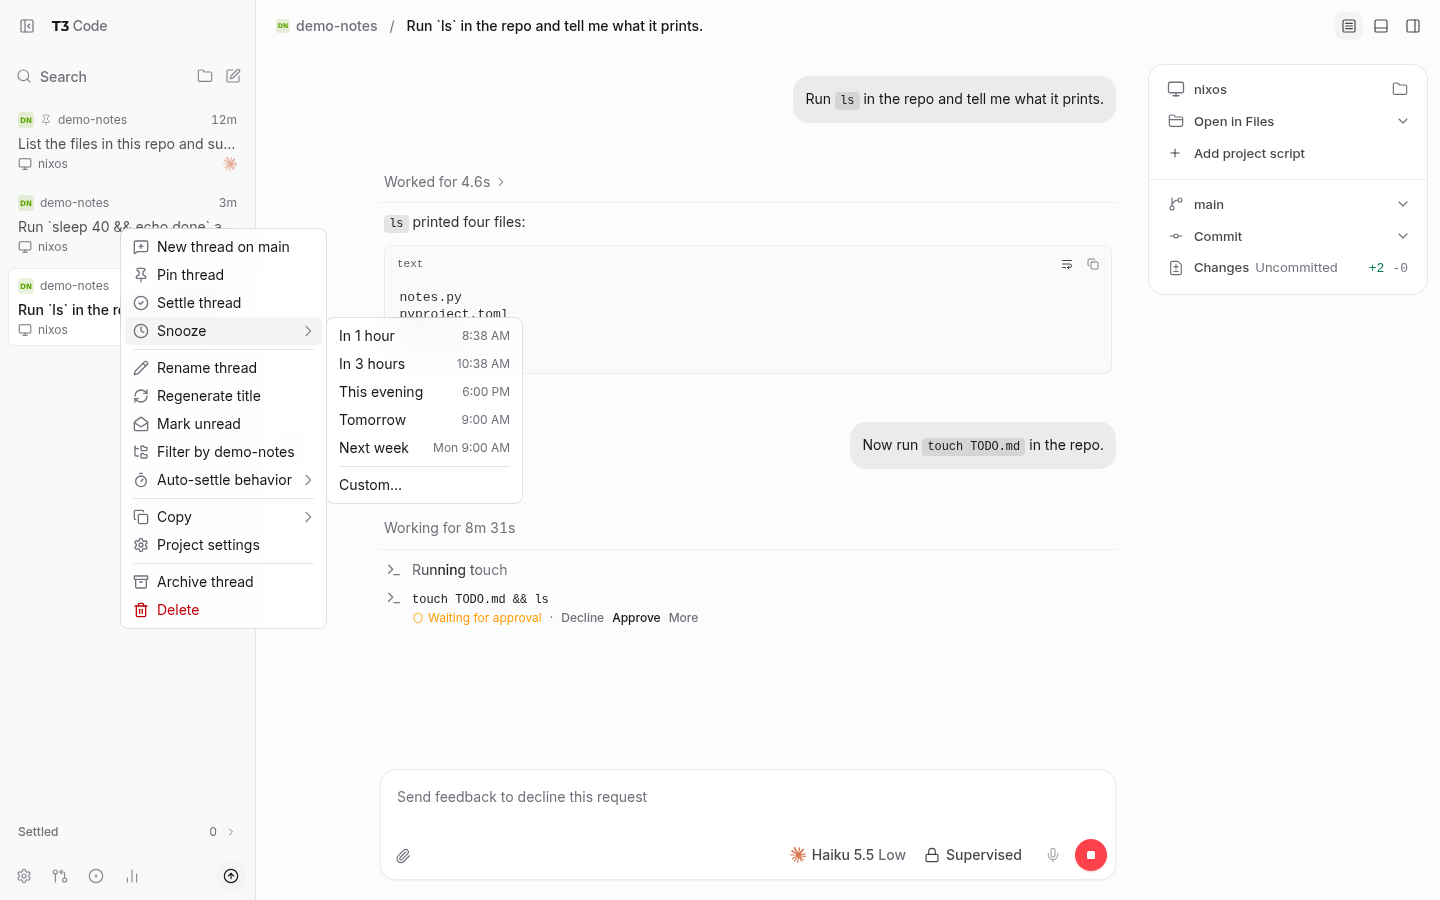 T3 Code
Search
DN demo-notes 12m
List the files in this repo and su...
nixos
DN demo-notes 3m
Run `sleep 40 && echo done` a...
nixos
DN demo-notes
Run `ls` in the re
nixos
New thread on main
Pin thread
Settle thread
Snooze
Rename thread
Regenerate title
Mark unread
Filter by demo-notes
Auto-settle behavior
Copy
Project settings
Archive thread
Delete
In 1 hour 8:38 AM
In 3 hours 10:38 AM
This evening 6:00 PM
Tomorrow 9:00 AM
Next week Mon 9:00 AM
Custom...
Settled 0
DN demo-notes / Run `ls` in the repo and tell me what it prints.
Run ls in the repo and tell me what it prints.
Worked for 4.6s
ls printed four files:
text
notes.py
pyproject.toml
Now run touch TODO.md in the repo.
Working for 8m 31s
Running touch
touch TODO.md && ls
Waiting for approval · Decline Approve More
Send feedback to decline this request
Haiku 5.5 Low Supervised
nixos
Open in Files
Add project script
main
Commit
Changes Uncommitted +2 -0